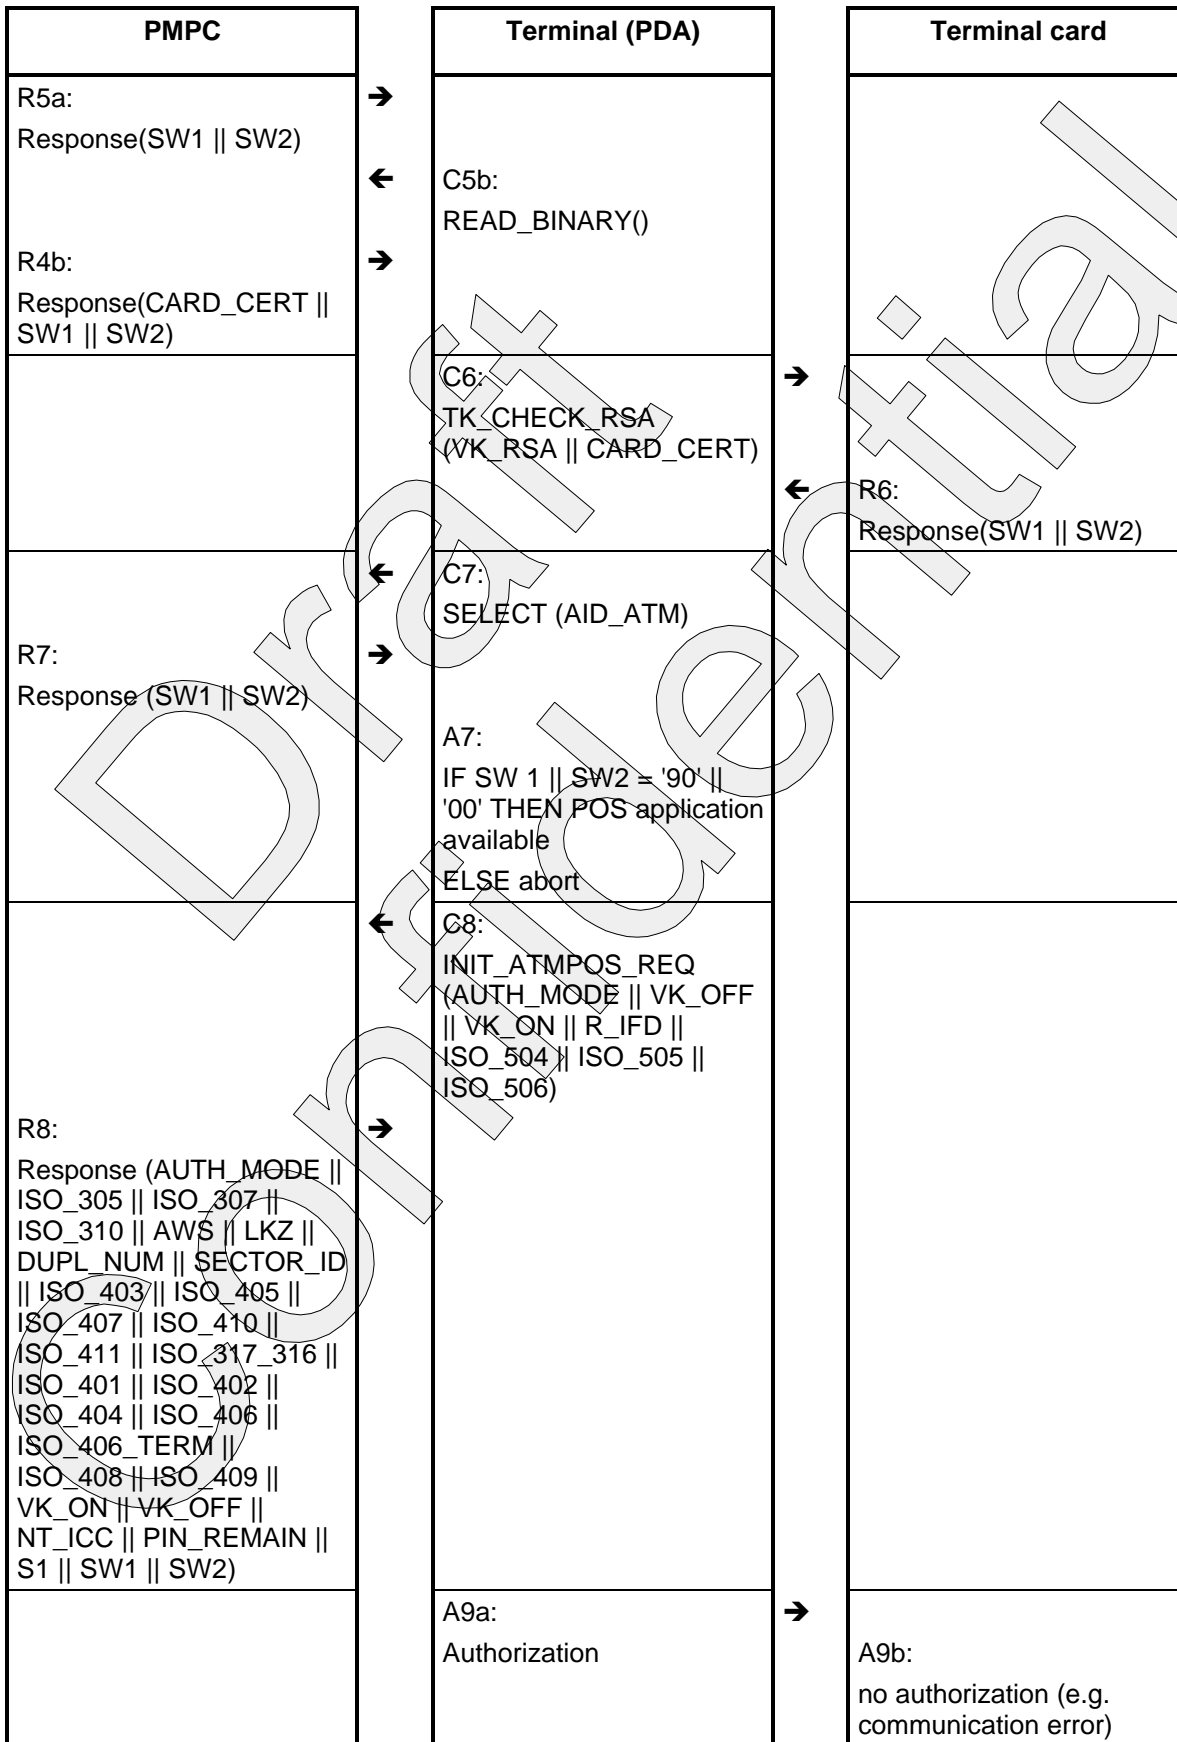 PMPC
Terminal (PDA)
Terminal card
R5a:
➔
Response(SW1 || SW2)
🡸 C5b:
READ_BINARY()
R4b:
➔
Response(CARD_CERT ||
SW1 || SW2)
C6:
➔
TK_CHECK_RSA
(VK_RSA || CARD_CERT)
🡸 R6:
Response(SW1 || SW2)
🡸 C7:
SELECT (AID_ATM)
R7:
➔
Response (SW1 || SW2)
A7:
IF SW 1 || SW2 = '90' ||
'00' THEN POS application
available
ELSE abort
🡸 C8:
INIT_ATMPOS_REQ
(AUTH_MODE || VK_OFF
|| VK_ON || R_IFD ||
ISO_504 || ISO_505 ||
ISO_506)
R8:
➔
Response (AUTH_MODE ||
ISO_305 || ISO_307 ||
ISO_310 || AWS || LKZ ||
DUPL_NUM || SECTOR_ID
|| ISO_403 || ISO_405 ||
ISO_407 || ISO_410 ||
ISO_411 || ISO_317_316 ||
ISO_401 || ISO_402 ||
ISO_404 || ISO_406 ||
ISO_406_TERM ||
ISO_408 || ISO_409 ||
VK_ON || VK_OFF ||
NT_ICC || PIN_REMAIN ||
S1 || SW1 || SW2)
A9a:
➔
Authorization
A9b:
no authorization (e.g.
communication error)
Draft
Confidential